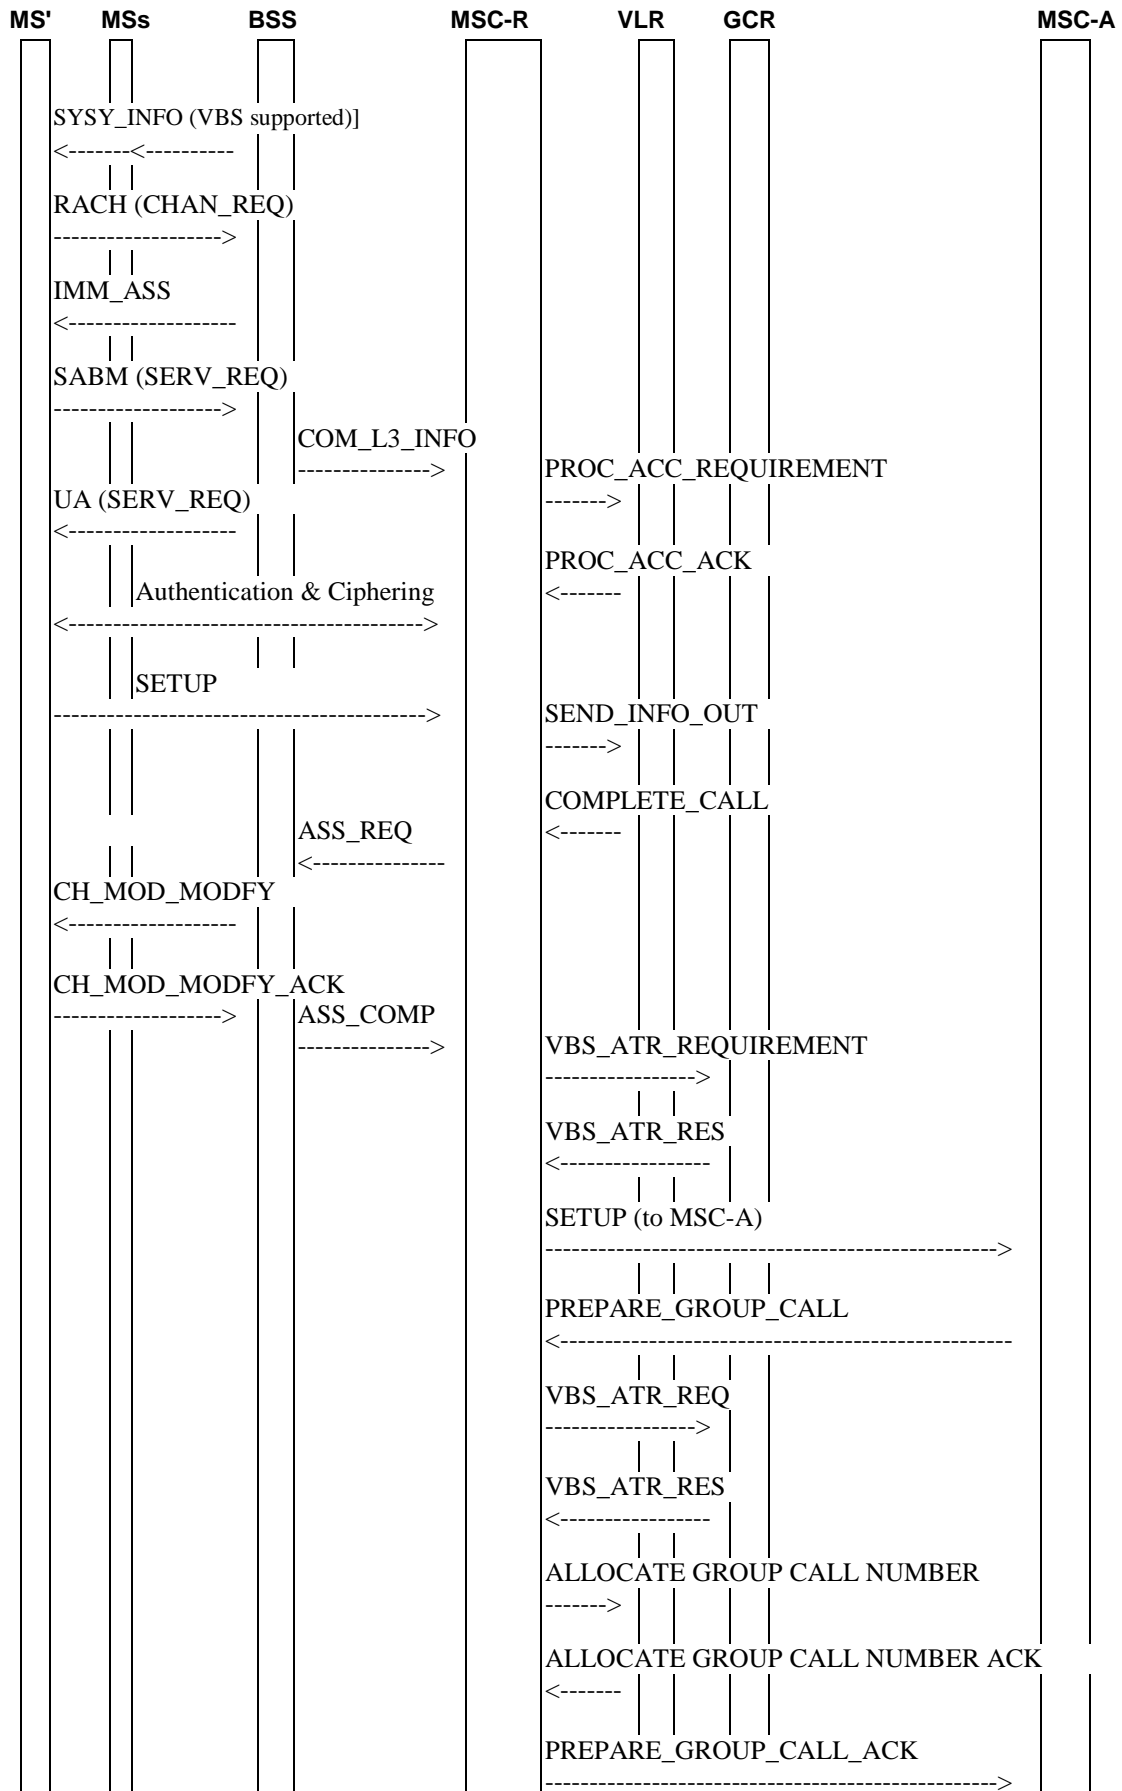 MS' MSs BSS MSC-R VLR GCR MSC-A
SYSY_INFO (VBS supported)]
<-------<----------
RACH (CHAN_REQ)
------------------->
IMM_ASS
<-------------------
SABM (SERV_REQ)
------------------->
COM_L3_INFO
---------------> PROC_ACC_REQUIREMENT
UA (SERV_REQ) ------->
<-------------------
PROC_ACC_ACK
Authentication & Ciphering <-------
<---------------------------------------->
SETUP
------------------------------------------> SEND_INFO_OUT
------->
COMPLETE_CALL
ASS_REQ <-------
<---------------
CH_MOD_MODFY
<-------------------
CH_MOD_MODFY_ACK
-------------------> ASS_COMP
---------------> VBS_ATR_REQUIREMENT
----------------->
VBS_ATR_RES
<-----------------
SETUP (to MSC-A)
--------------------------------------------------->
PREPARE_GROUP_CALL
<---------------------------------------------------
VBS_ATR_REQ
----------------->
VBS_ATR_RES
<-----------------
ALLOCATE GROUP CALL NUMBER
------->
ALLOCATE GROUP CALL NUMBER ACK
<-------
PREPARE_GROUP_CALL_ACK
--------------------------------------------------->